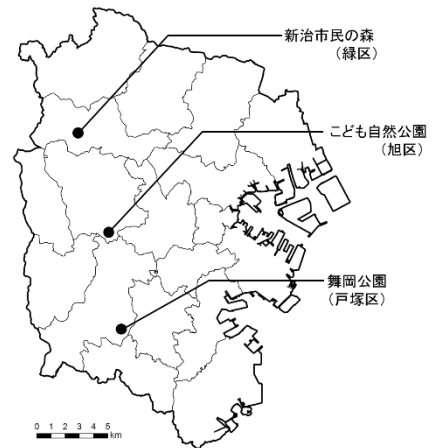 新治市民の森
（緑区）
こども自然公園
（旭区）
舞岡公園
（戸塚区）
0 1 2 3 4 5
km